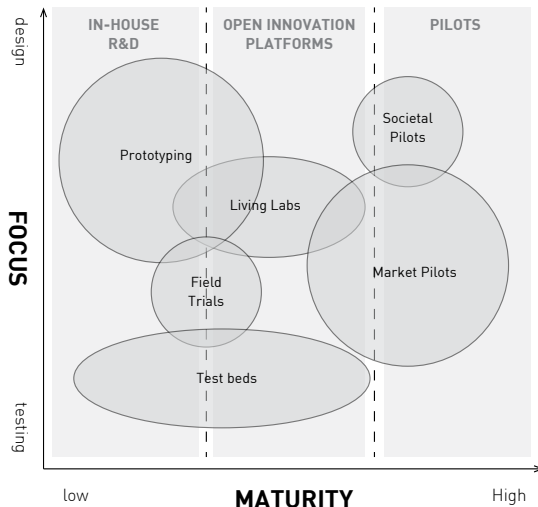 design
IN-HOUSE
R&D
OPEN INNOVATION
PLATFORMS
PILOTS
Societal
Pilots
Prototyping
Living Labs
FOCUS
Market Pilots
Field
Trials
Test beds
testing
low
MATURITY
High